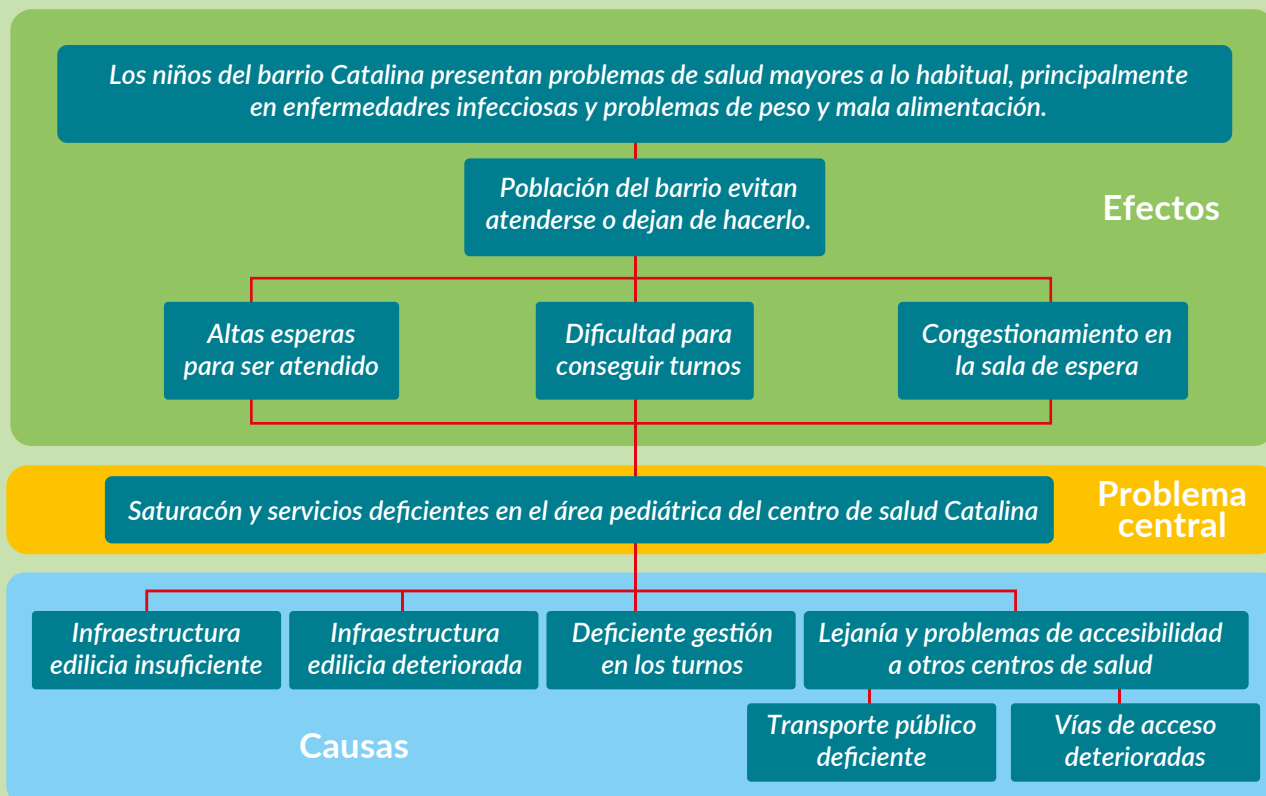 Los niños del barrio Catalina presentan problemas de salud mayores a lo habitual, principalmente
en enfermedadres infecciosas y problemas de peso y mala alimentación.
Población del barrio evitan
atenderse o dejan de hacerlo.
Efectos
Altas esperas
para ser atendido
Dificultad para
conseguir turnos
Congestionamiento en
la sala de espera
Saturacón y servicios deficientes en el área pediátrica del centro de salud Catalina
Problema
central
Infraestructura
edilicia insuficiente
Infraestructura
edilicia deteriorada
Deficiente gestión
en los turnos
Lejanía y problemas de accesibilidad
a otros centros de salud
Causas
Transporte público
deficiente
Vías de acceso
deterioradas